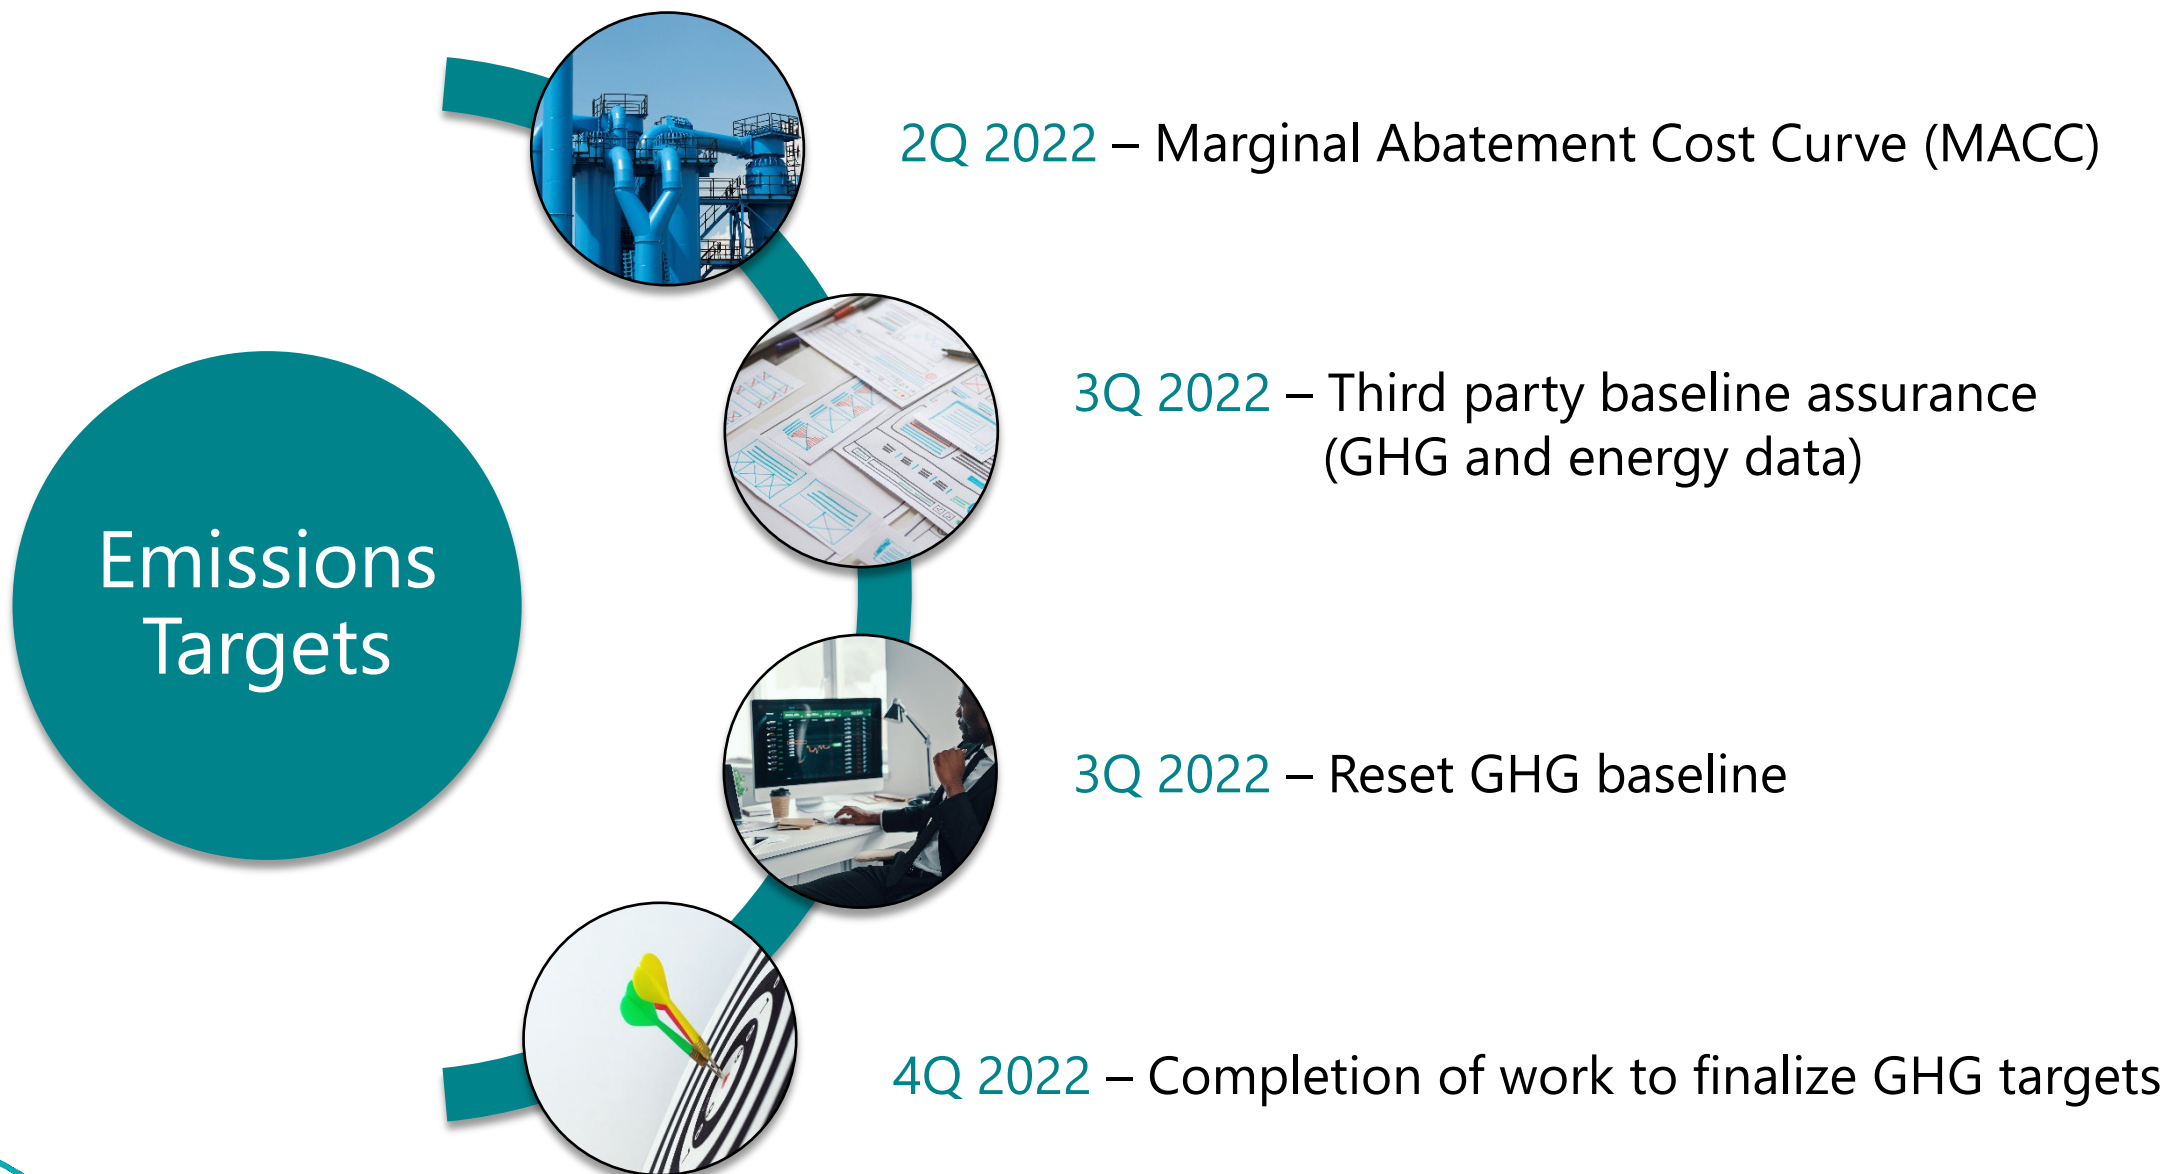 Emissions
Targets
2Q 2022 – Marginal Abatement Cost Curve (MACC)
3Q 2022 – Third party baseline assurance
(GHG and energy data)
3Q 2022 – Reset GHG baseline
4Q 2022 – Completion of work to finalize GHG targets